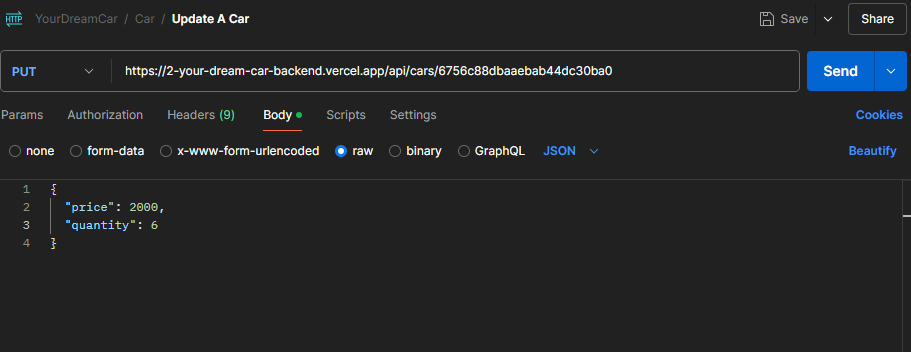 HTTP YourDreamCar / Car / Update A Car Save Share
PUT https://2-your-dream-car-backend.vercel.app/api/cars/6756c88dbaaebab44dc30ba0 Send
Params Authorization Headers (9) Body Scripts Settings Cookies
none form-data x-www-form-urlencoded raw binary GraphQL JSON Beautify
1 {
2 "price": 2000,
3 "quantity": 6
4 }